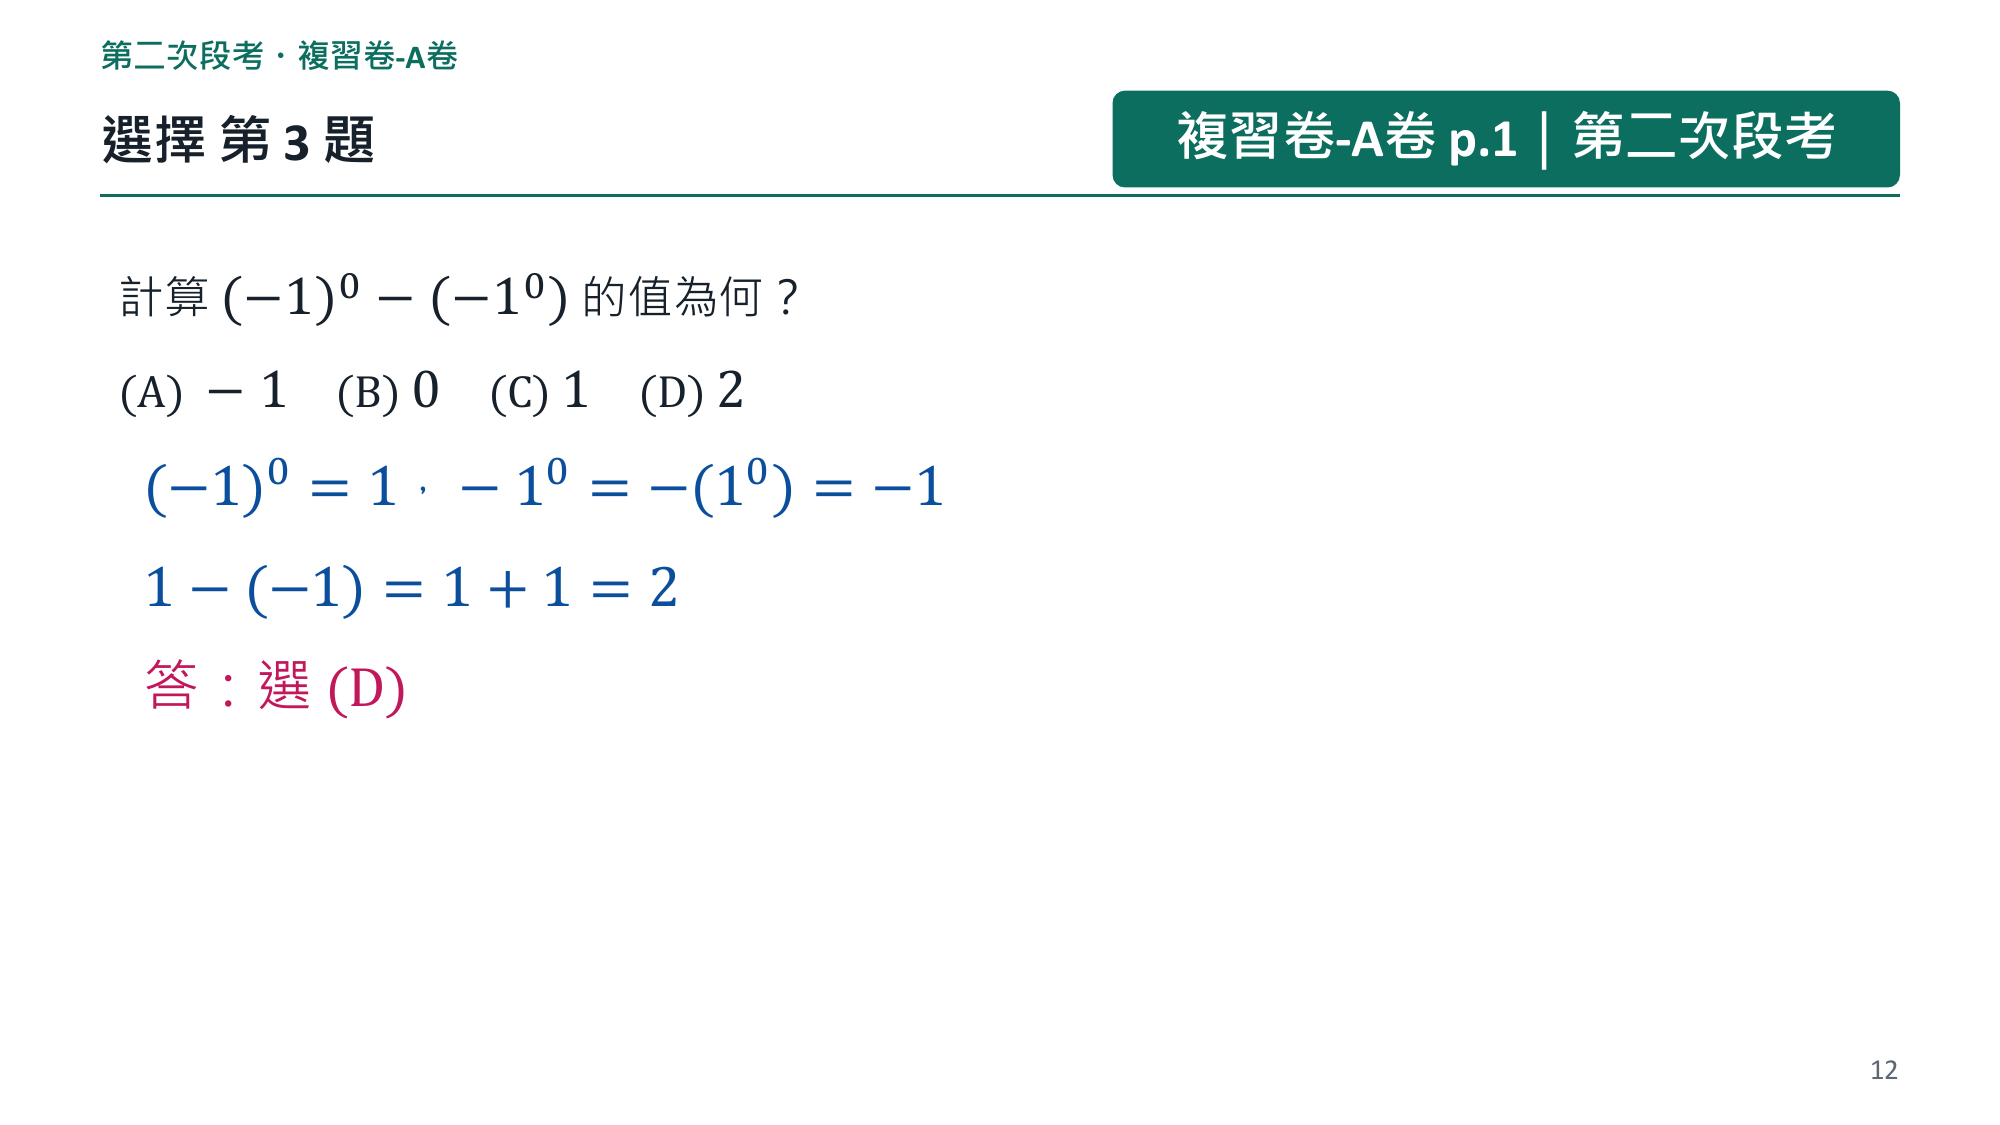 第二次段考・複習卷-A卷
選擇 第 3 題
複習卷-A卷 p.1｜第二次段考
計算 (−1)⁰ − (−1⁰) 的值為何？
(A) −1 (B) 0 (C) 1 (D) 2
(−1)⁰ = 1，−1⁰ = −(1⁰) = −1
1 − (−1) = 1 + 1 = 2
答：選 (D)
12